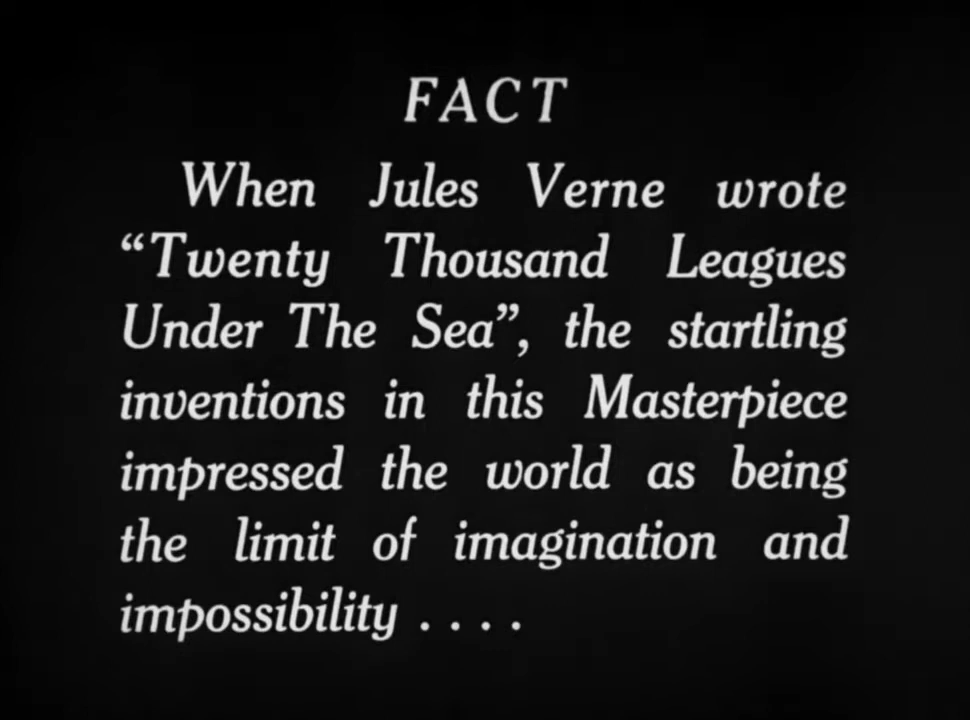 FACT
When Jules Verne wrote
“Twenty Thousand Leagues
Under The Sea”, the startling
inventions in this Masterpiece
impressed the world as being
the limit of imagination and
impossibility . . . .